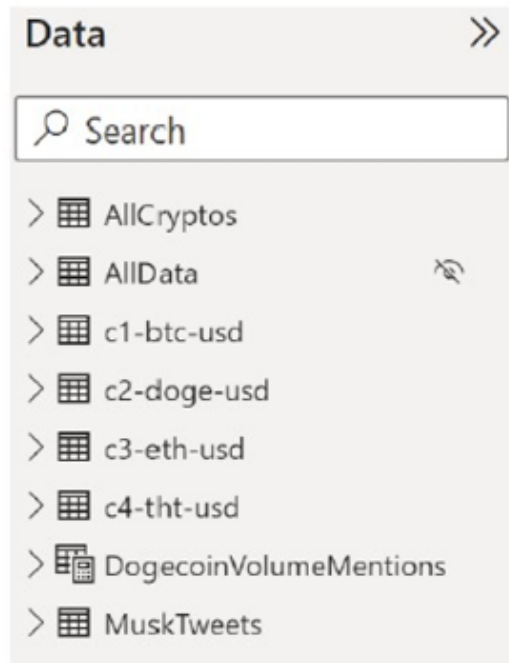 Data
Search
AllCryptos
AllData
c1-btc-usd
c2-doge-usd
c3-eth-usd
c4-tht-usd
DogecoinVolumeMentions
MuskTweets